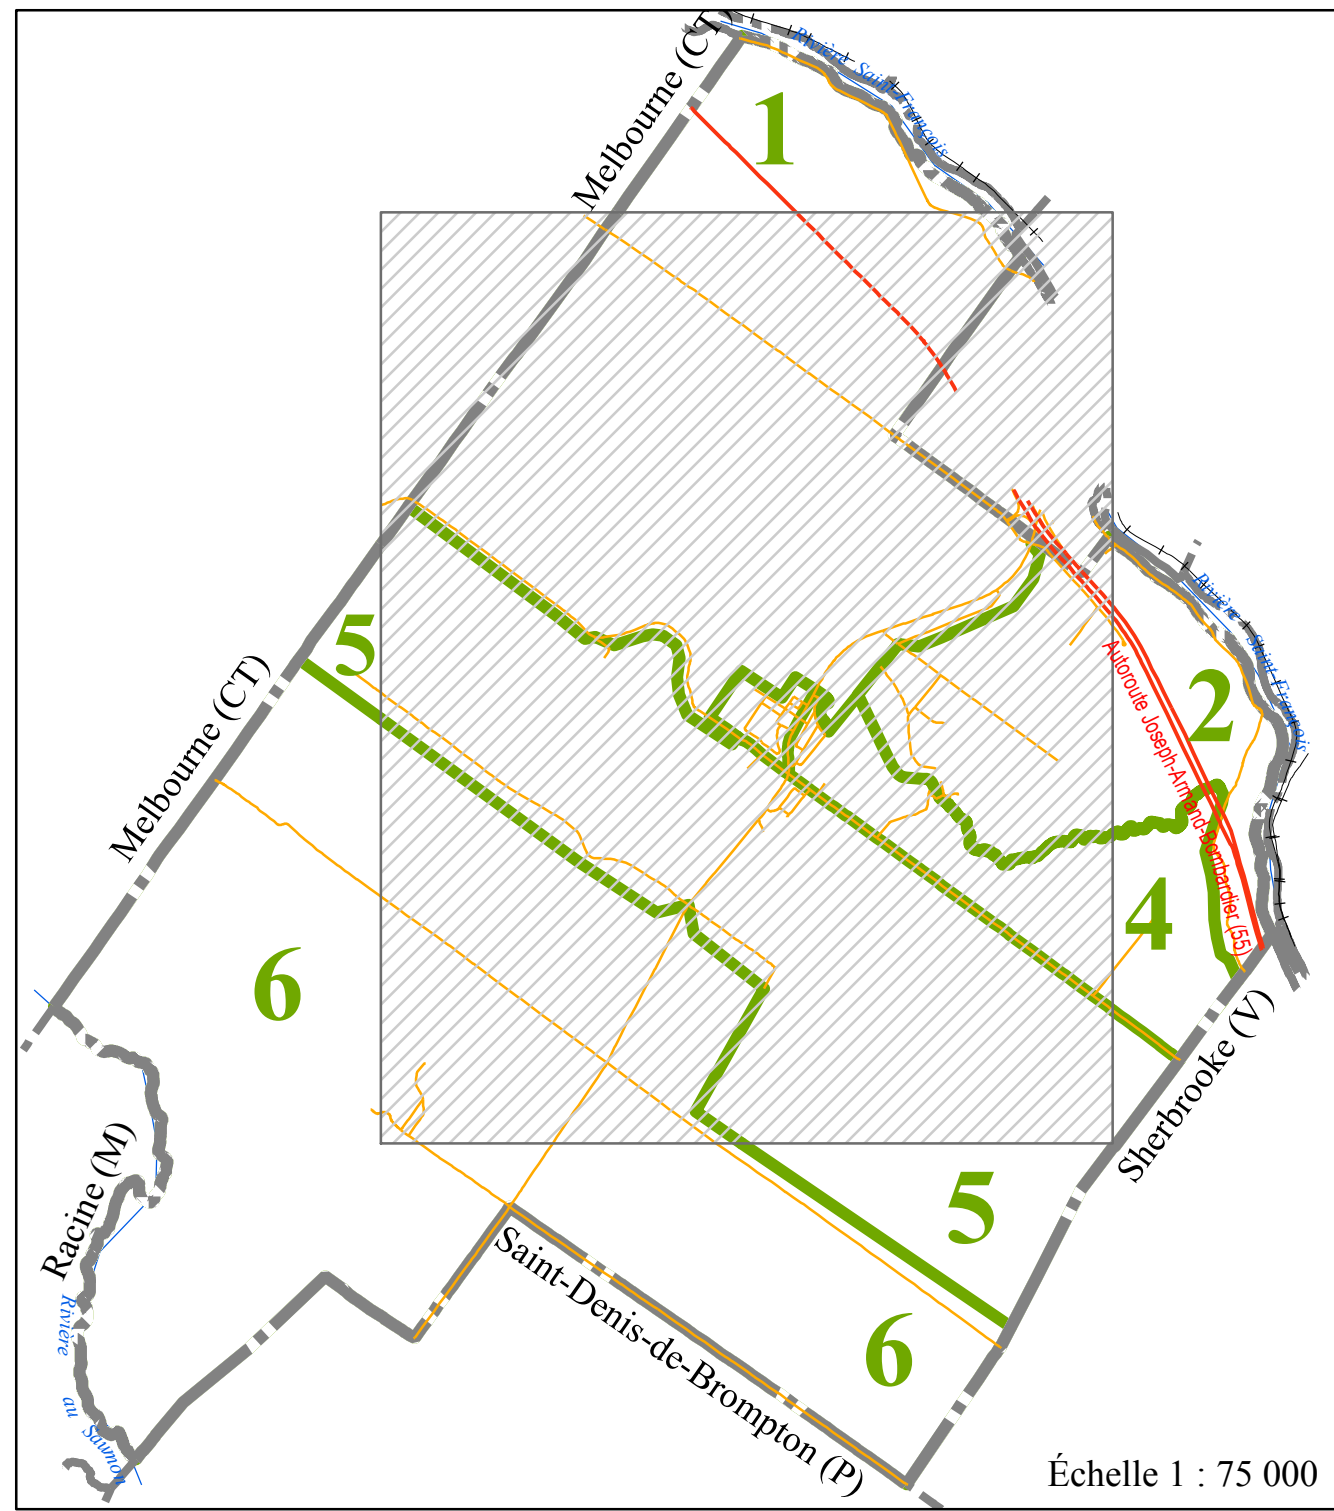 Melbourne (CT)
Rivière Saint-François
1
5
Melbourne (CT)
Rivière Saint-François
2
Autoroute Joseph-Armand-Bombardier (55)
4
6
Sherbrooke (V)
Racine (M)
5
Saint-Denis-de-Brompton (P)
Rivière au Saumon
6
Échelle 1 : 75 000